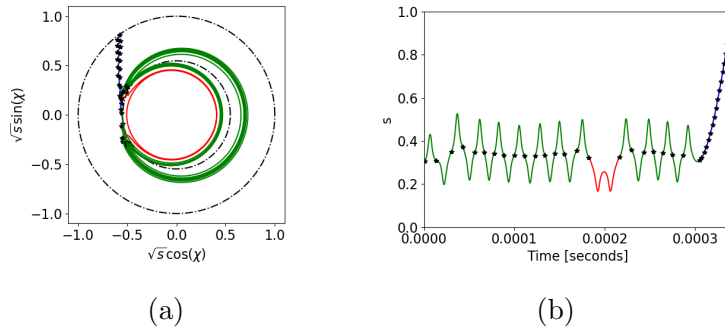 1.0
0.5
0.0
−0.5
−1.0
√s sin(χ)
−1.0 −0.5 0.0 0.5 1.0
√s cos(χ)
(a)
1.0
0.8
0.6
0.4
0.2
0.0
s
0.0000 0.0001 0.0002 0.0003
Time [seconds]
(b)